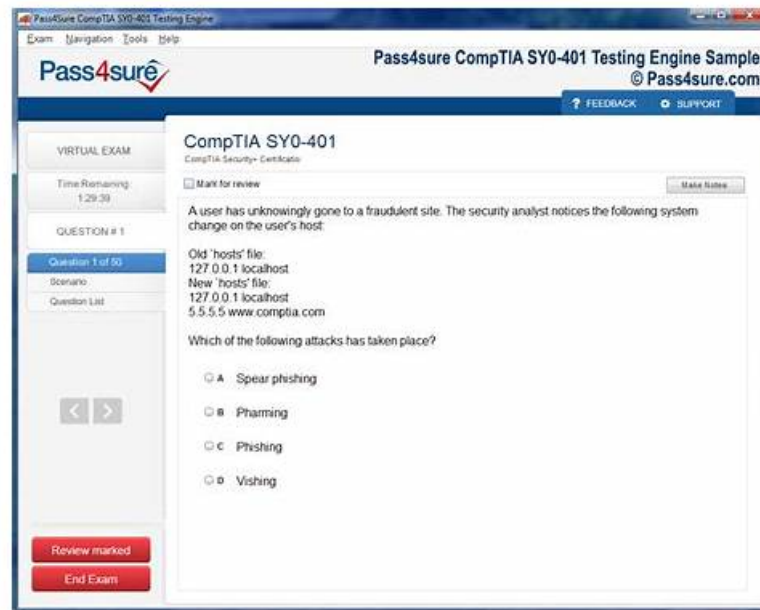 Pass4Sure CompTIA SY0-401 Testing Engine
Exam Navigation Tools Help
Pass4surê
Pass4sure CompTIA SY0-401 Testing Engine Sample
© Pass4sure.com
? FEEDBACK SUPPORT
VIRTUAL EXAM
Time Remaining
1:29:39
QUESTION # 1
Question 1 of 50
Scenario
Question List
Review marked
End Exam
CompTIA SY0-401
CompTIA Security+ Certificatio
Mark for review
Make Notes
A user has unknowingly gone to a fraudulent site. The security analyst notices the following system
change on the user's host:
Old `hosts' file:
127.0.0.1 localhost
New `hosts' file:
127.0.0.1 localhost
5.5.5.5 www.comptia.com
Which of the following attacks has taken place?
A Spear phishing
B Pharming
C Phishing
D Vishing